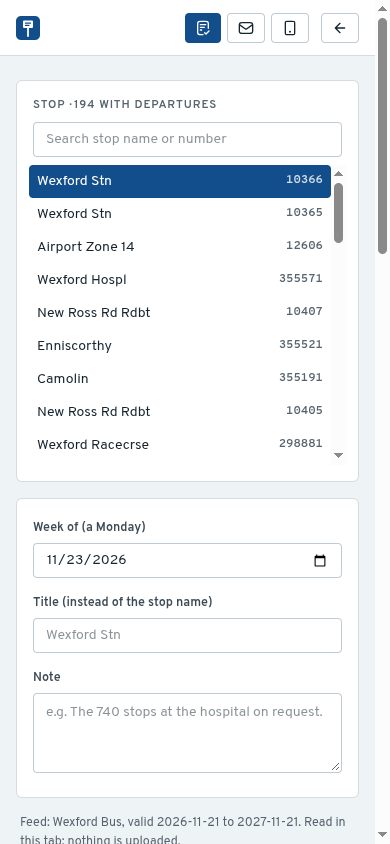 STOP · 194 WITH DEPARTURES
Search stop name or number
Wexford Stn 10366
Wexford Stn 10365
Airport Zone 14 12606
Wexford Hospl 355571
New Ross Rd Rdbt 10407
Enniscorthy 355521
Camolin 355191
New Ross Rd Rdbt 10405
Wexford Racecrse 298881
Week of (a Monday)
11/23/2026
Title (instead of the stop name)
Wexford Stn
Note
e.g. The 740 stops at the hospital on request.
Feed: Wexford Bus, valid 2026-11-21 to 2027-11-21. Read in
this tab; nothing is uploaded.